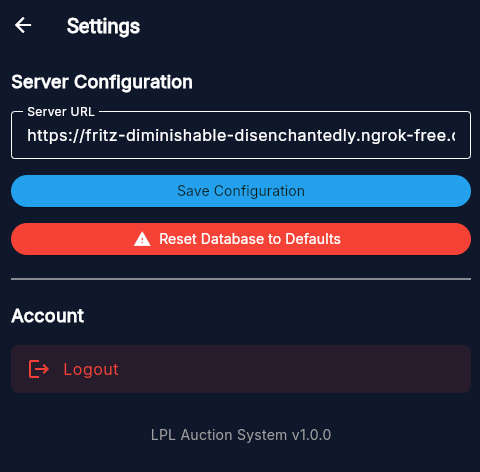 Settings
Server Configuration
Server URL
https://fritz-diminishable-disenchantedly.ngrok-free.
Save Configuration
Reset Database to Defaults
Account
Logout
LPL Auction System v1.0.0